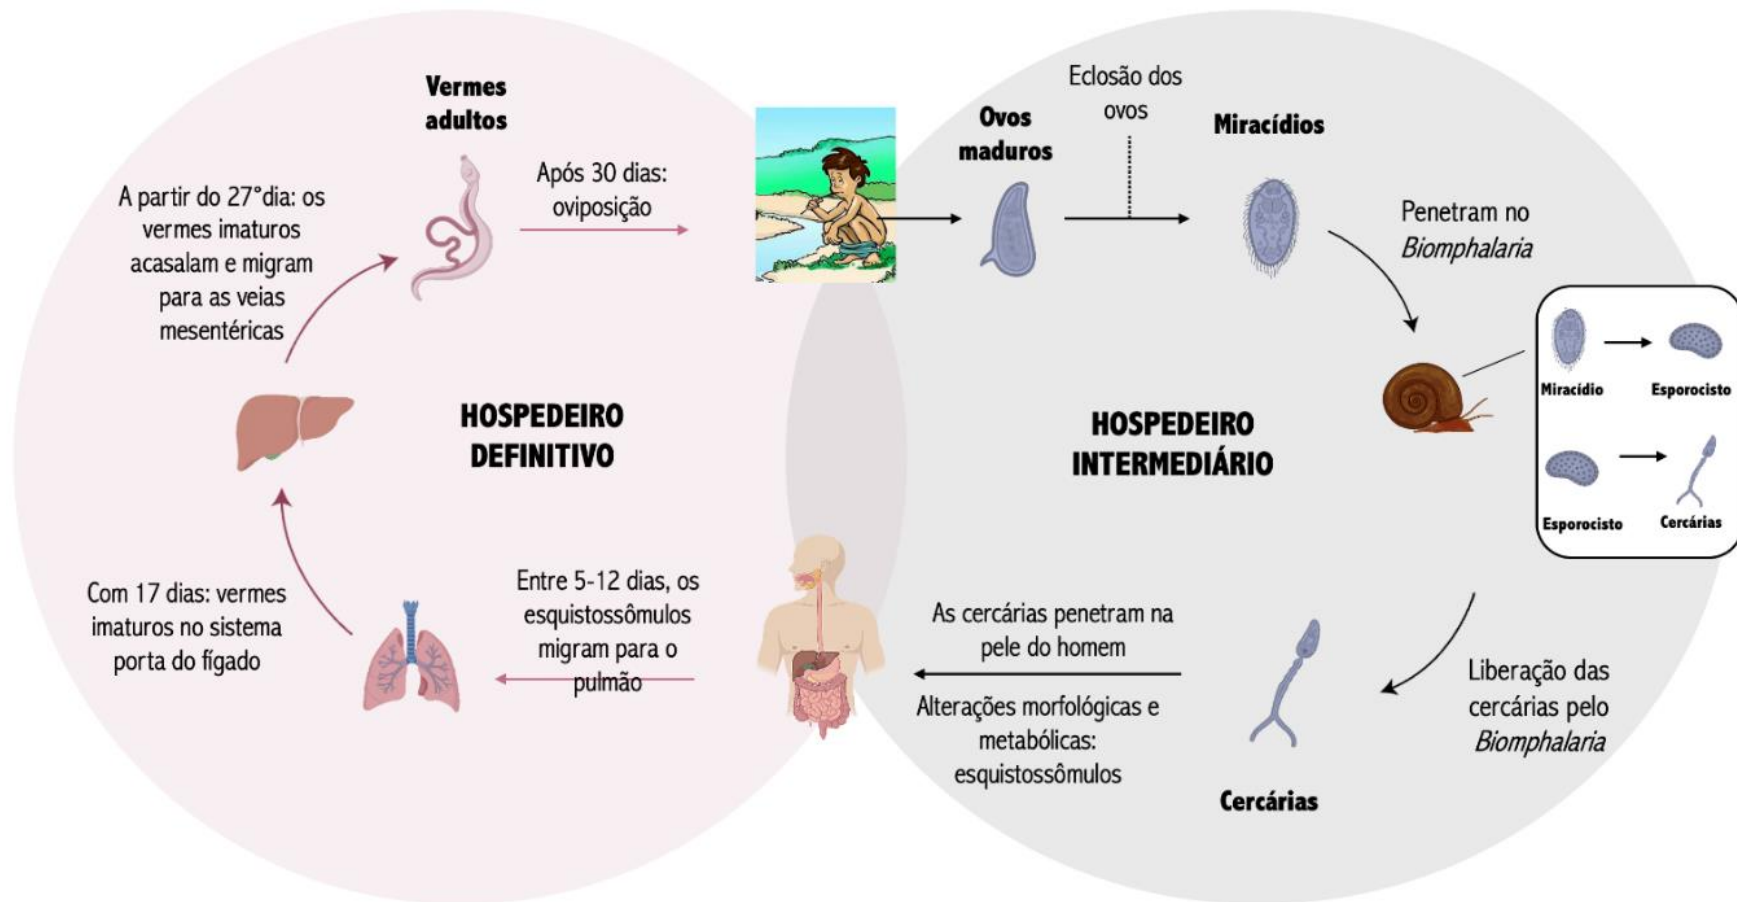 Vermes
adultos
Após 30 dias:
oviposição
A partir do 27°dia: os
vermes imaturos
acasalam e migram
para as veias
mesentéricas
HOSPEDEIRO
DEFINITIVO
Com 17 dias: vermes
imaturos no sistema
porta do fígado
Entre 5-12 dias, os
esquistossômulos
migram para o
pulmão
Ovos
maduros
Eclosão dos
ovos
Miracídios
Penetram no
Biomphalaria
Miracídio
Esporocisto
Esporocisto
Cercárias
HOSPEDEIRO
INTERMEDIÁRIO
Liberação das
cercárias pelo
Biomphalaria
Cercárias
As cercárias penetram na
pele do homem
Alterações morfológicas e
metabólicas:
esquistossômulos